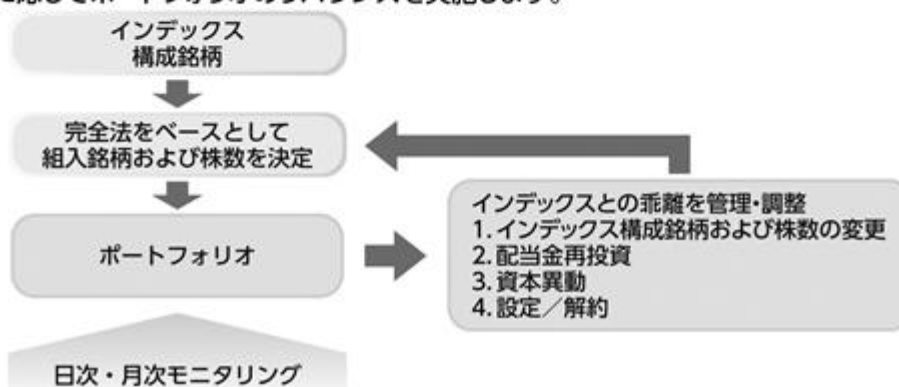 に応じてポートフォリオのリバランスを実施します。
インデックス
構成銘柄
完全法をベースとして
組入銘柄および株数を決定
ポートフォリオ
インデックスとの乖離を管理・調整
1. インデックス構成銘柄および株数の変更
2. 配当金再投資
3. 資本異動
4. 設定／解約
日次・月次モニタリング